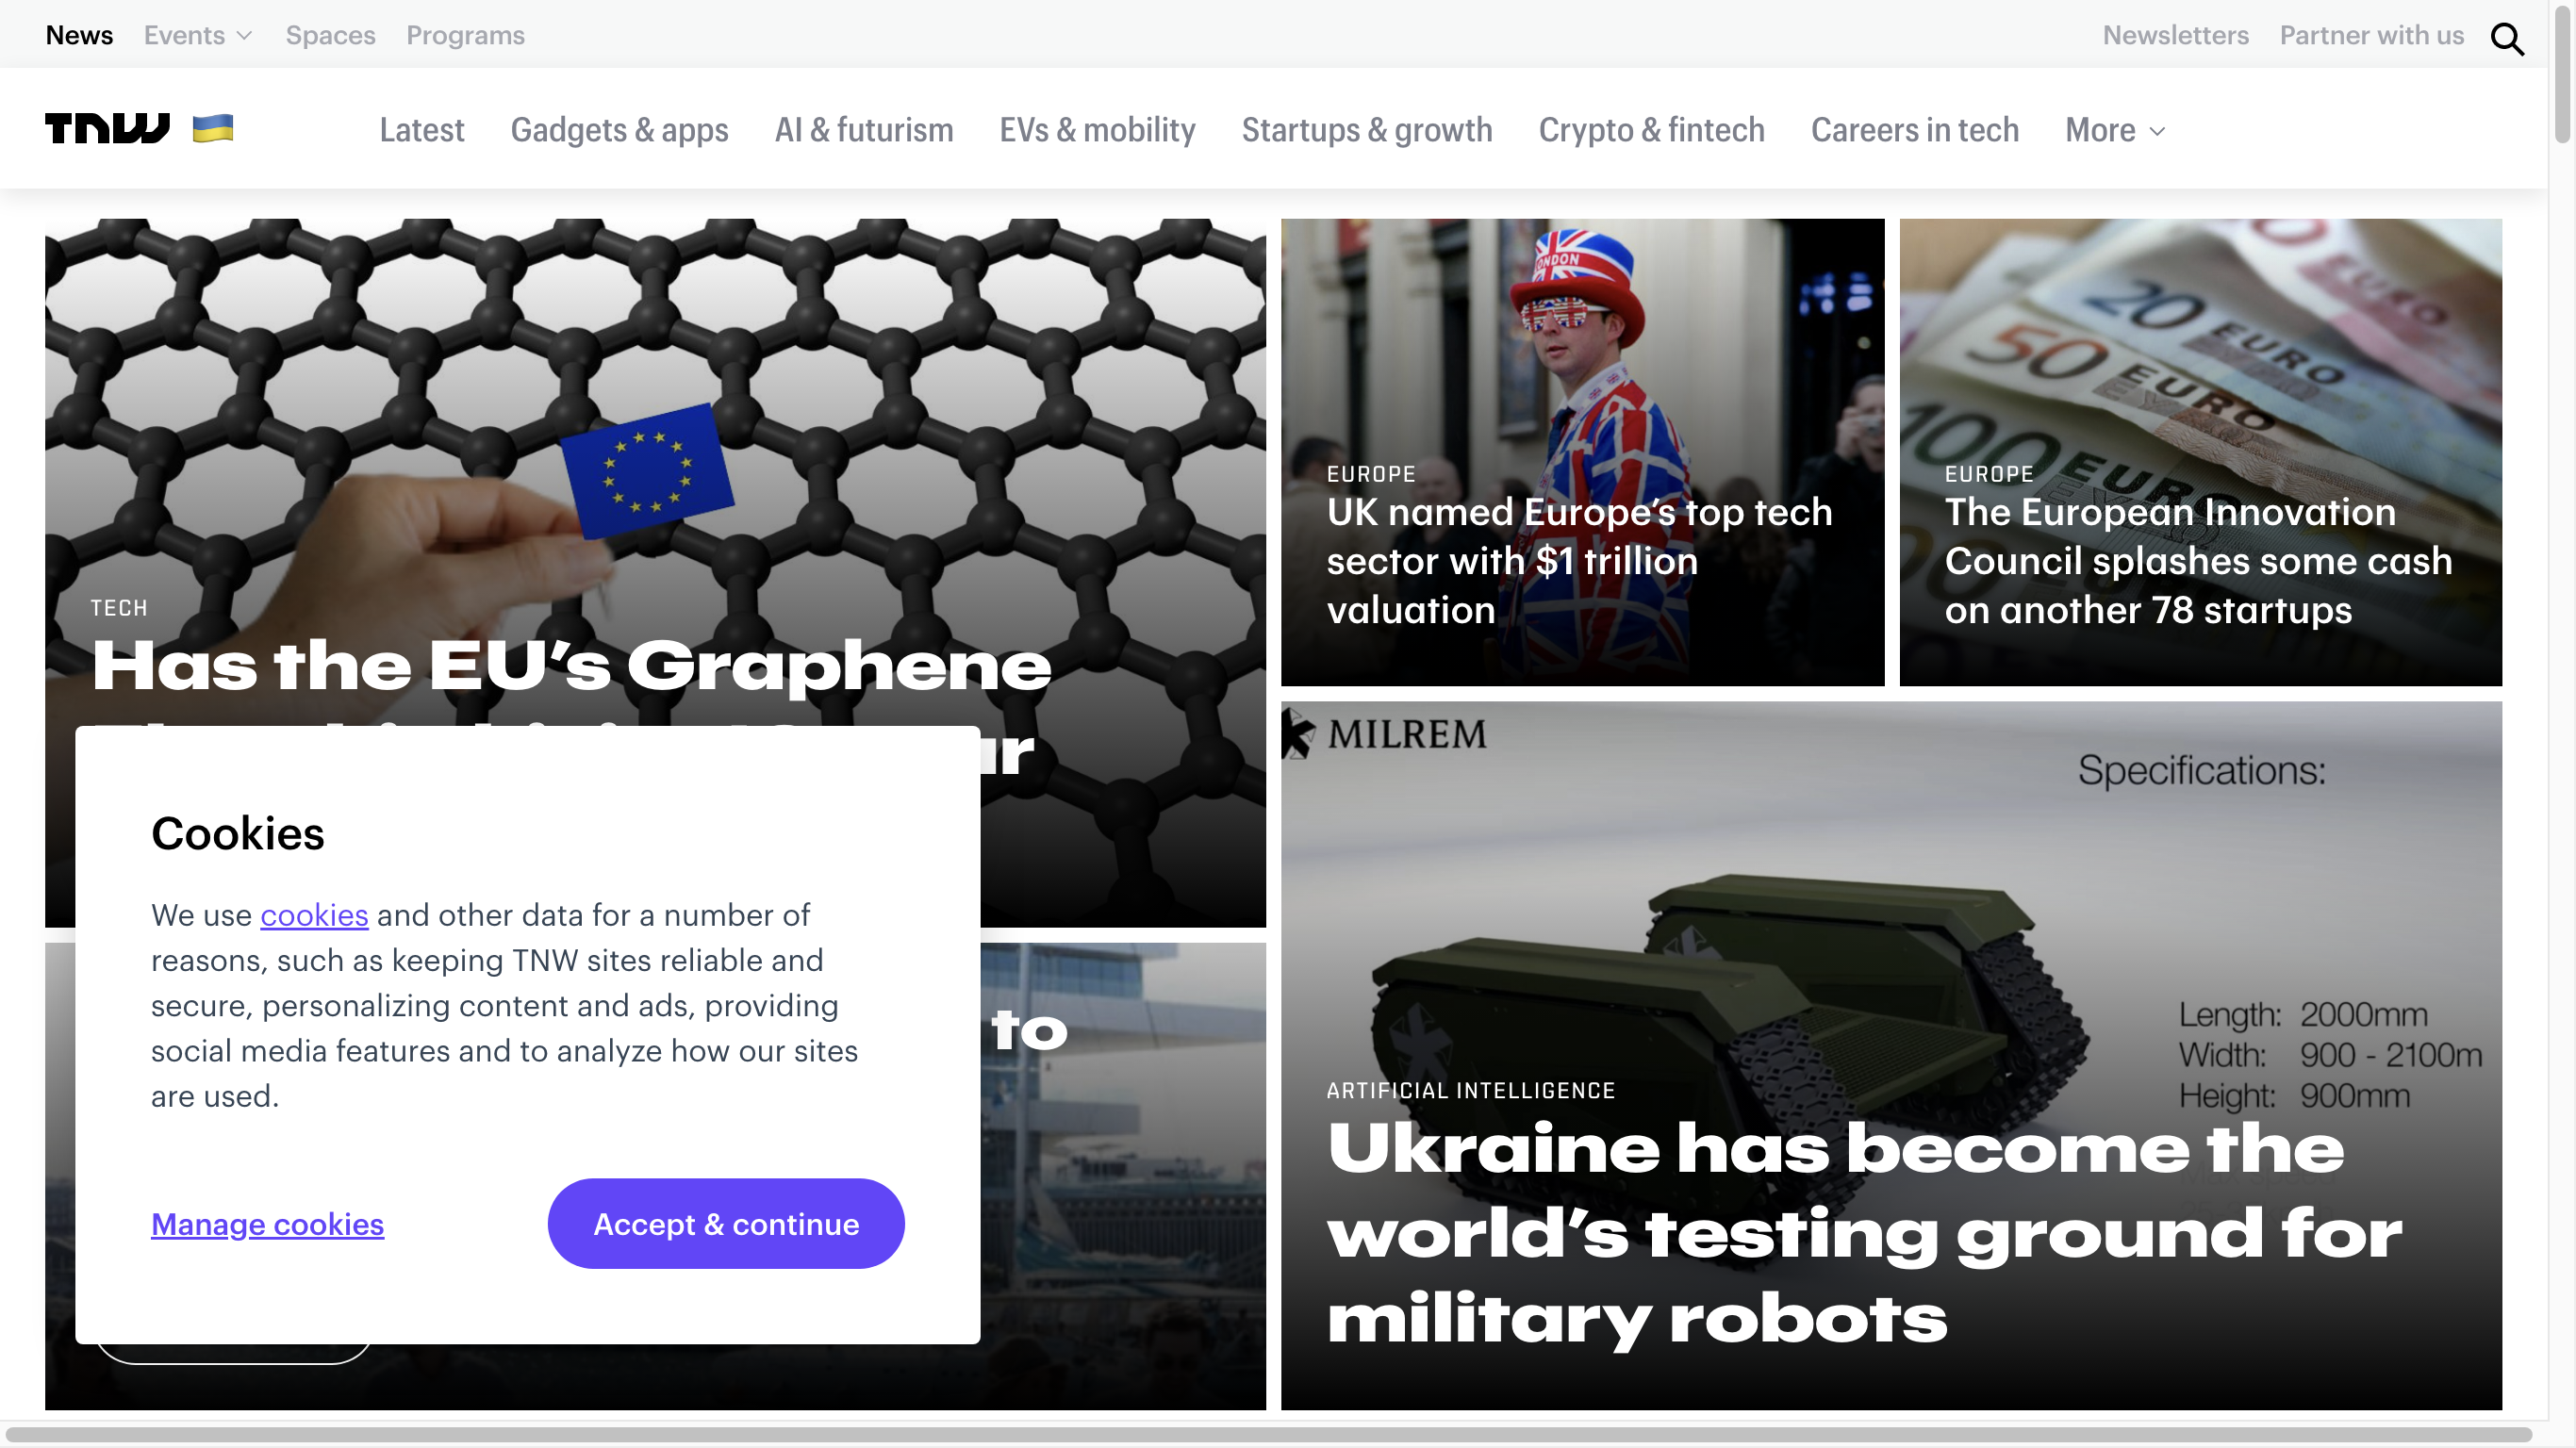 News Events Spaces Programs Newsletters Partner with us
TNW Latest Gadgets & apps AI & futurism EVs & mobility Startups & growth Crypto & fintech Careers in tech More
TECH
Has the EU's Graphene
LONDON
EUROPE
UK named Europe's top tech
sector with $1 trillion
valuation
20 EURO
50 EURO
100 EURO
EURO
EUROPE
The European Innovation
Council splashes some cash
on another 78 startups
Cookies
We use cookies and other data for a number of
reasons, such as keeping TNW sites reliable and
secure, personalizing content and ads, providing
social media features and to analyze how our sites
are used.
Manage cookies Accept & continue
to
MILREM
Specifications:
Length: 2000mm
Width: 900 - 2100m
Height: 900mm
ARTIFICIAL INTELLIGENCE
Ukraine has become the
world's testing ground for
military robots